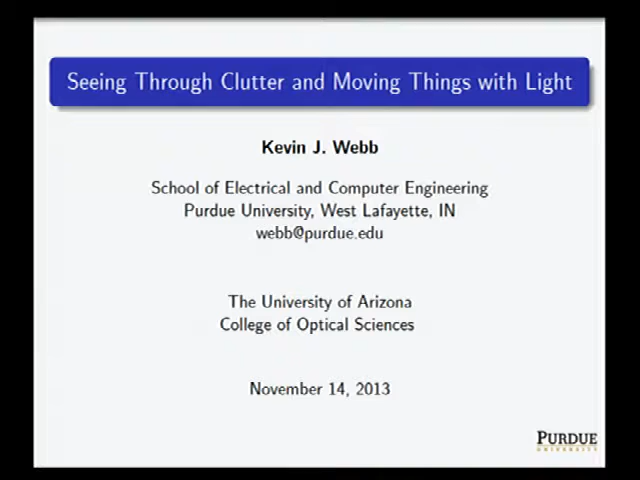 Seeing Through Clutter and Moving Things with Light
Kevin J. Webb
School of Electrical and Computer Engineering
Purdue University, West Lafayette, IN
webb@purdue.edu
The University of Arizona
College of Optical Sciences
November 14, 2013
PURDUE
UNIVERSITY